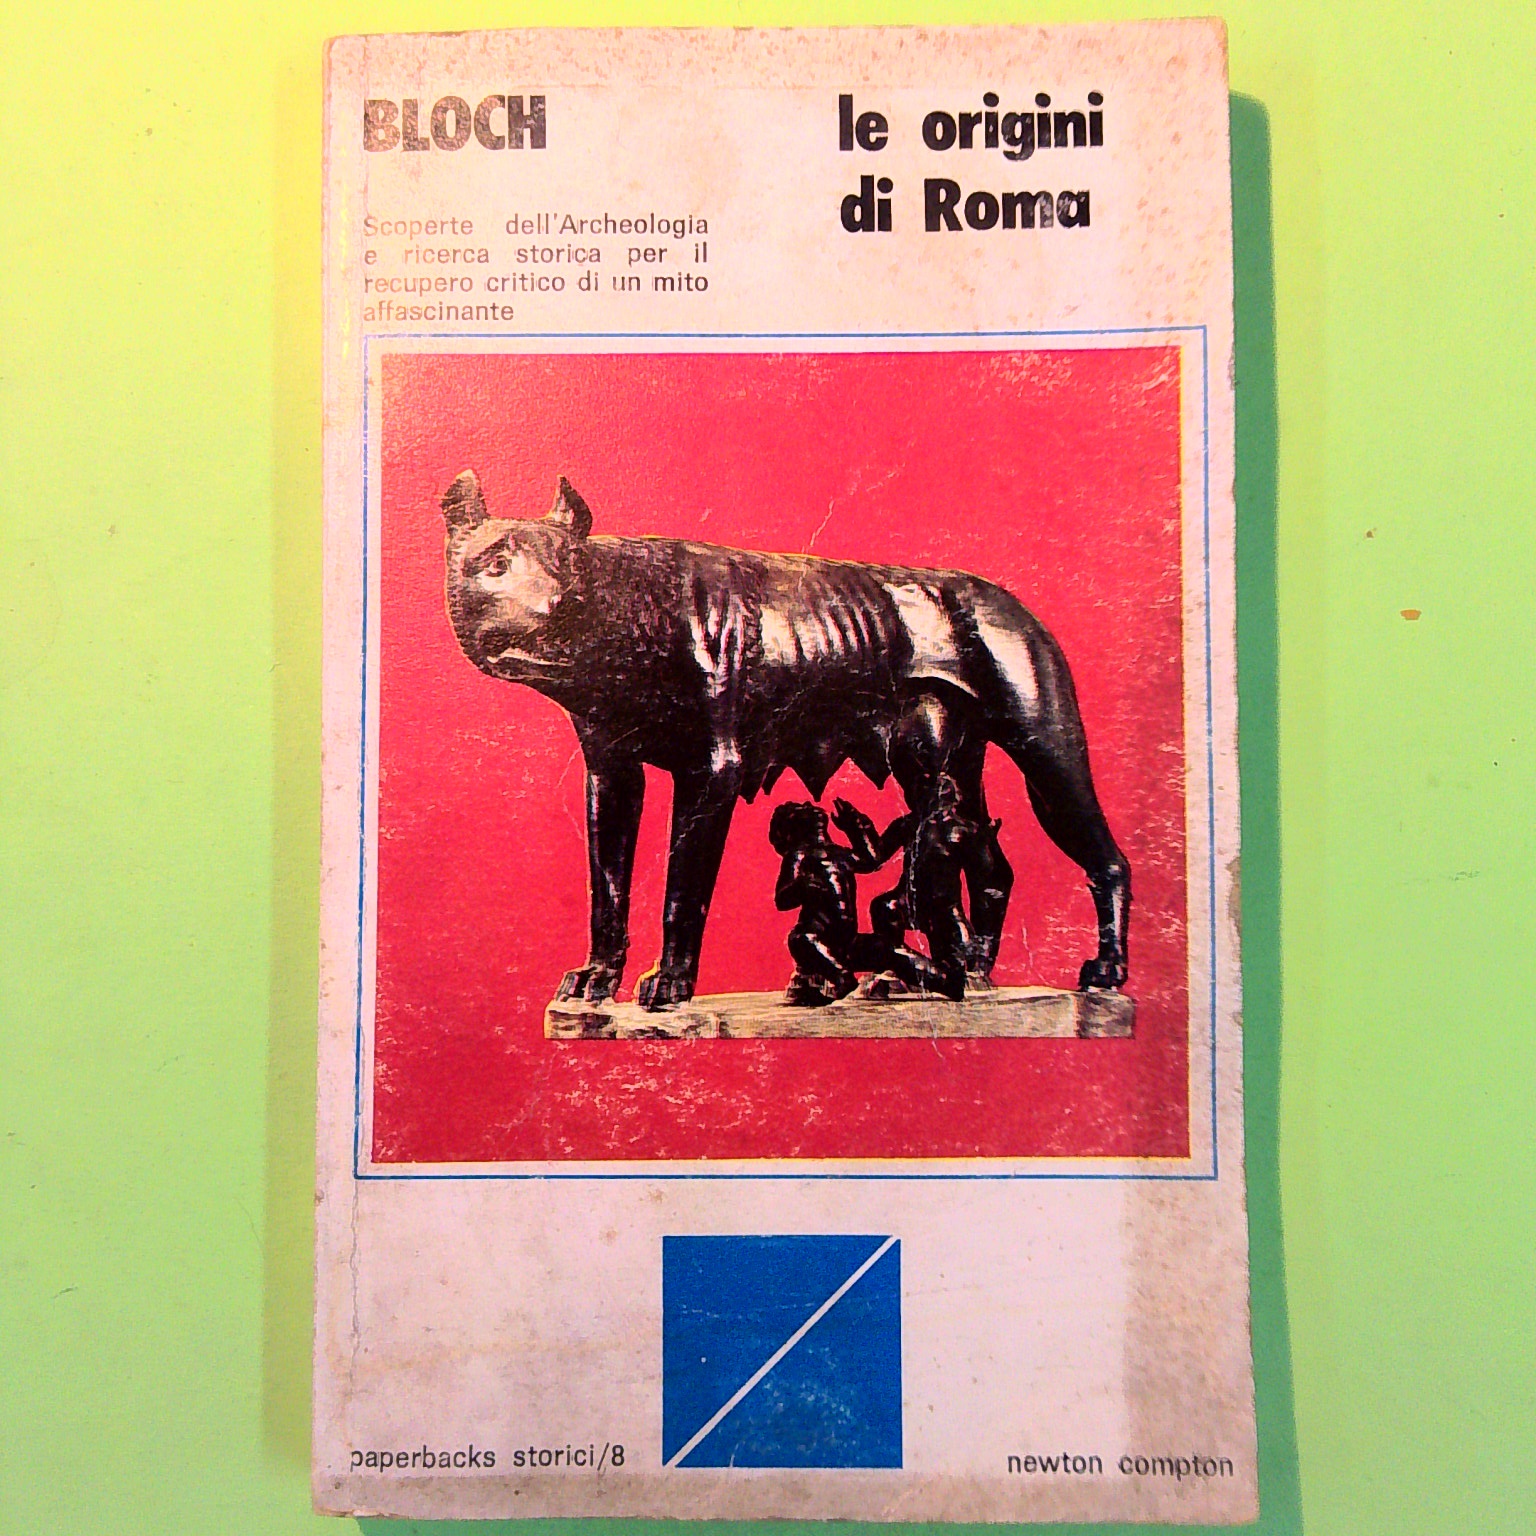 BLOCH
le origini
di Roma
Scoperte dell'Archeologia
e ricerca storica per il
recupero critico di un mito
affascinante
paperbacks storici/8
newton compton